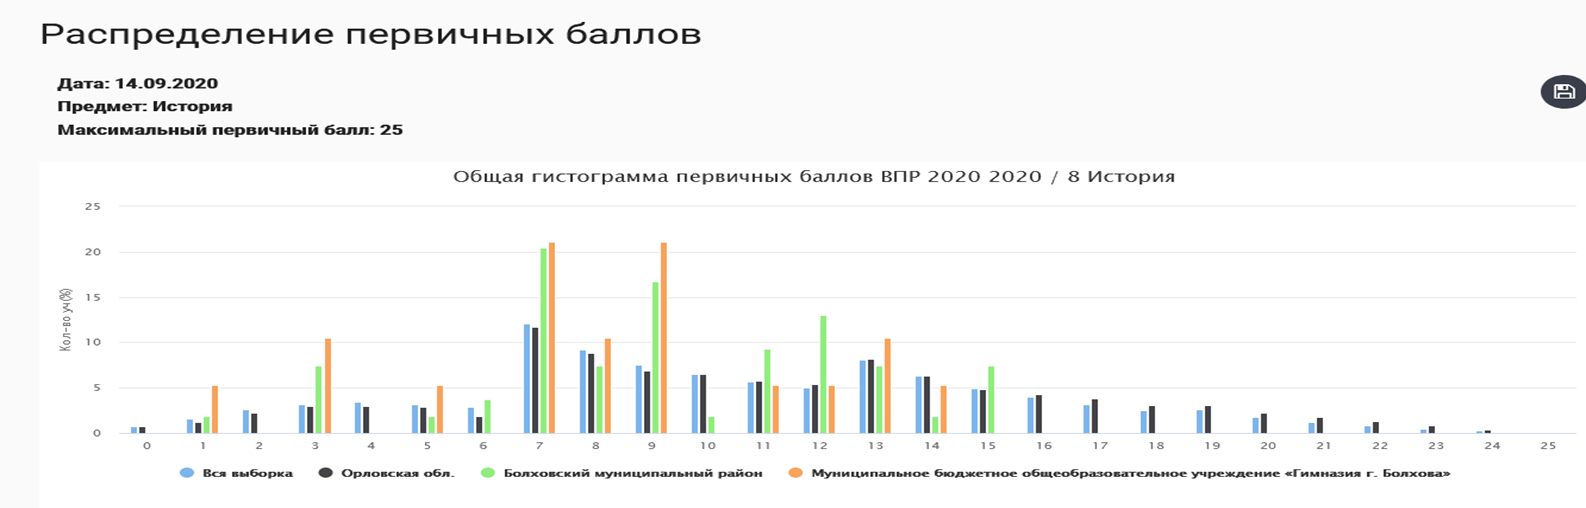 Распределение первичных баллов
Дата: 14.09.2020
Предмет: История
Максимальный первичный балл: 25
Общая гистограмма первичных баллов ВПР 2020 2020 / 8 История
Кол-во уч(%)
25
20
15
10
5
0
0 1 2 3 4 5 6 7 8 9 10 11 12 13 14 15 16 17 18 19 20 21 22 23 24 25
Вся выборка Орловская обл. Болховский муниципальный район Муниципальное бюджетное общеобразовательное учреждение «Гимназия г. Болхова»